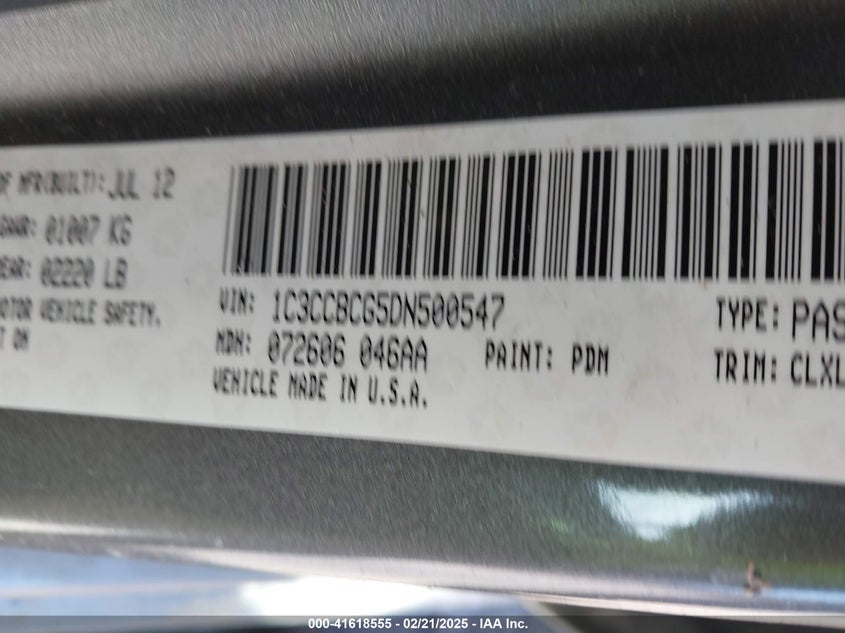 OF MFR(BUILT): JUL 12
GAWR: 01007 KG
REAR: 02220 LB
MOTOR VEHICLE SAFETY.
T ON
VIN: 1C3CCBCG5DN500547
MDH: 072606 046AA
PAINT: PDM
VEHICLE MADE IN U.S.A.
TYPE: PAS
TRIM: CLXL
000-41618555 - 02/21/2025 - IAA Inc.